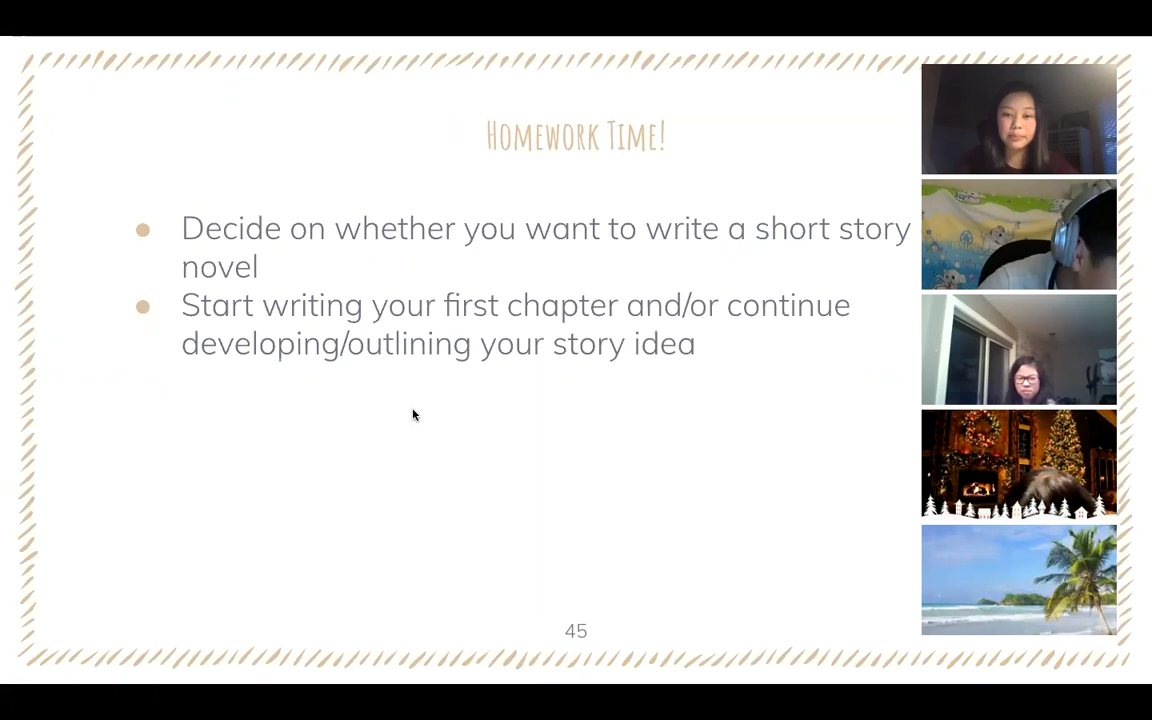 Homework Time!
● Decide on whether you want to write a short story
novel
● Start writing your first chapter and/or continue
developing/outlining your story idea
45